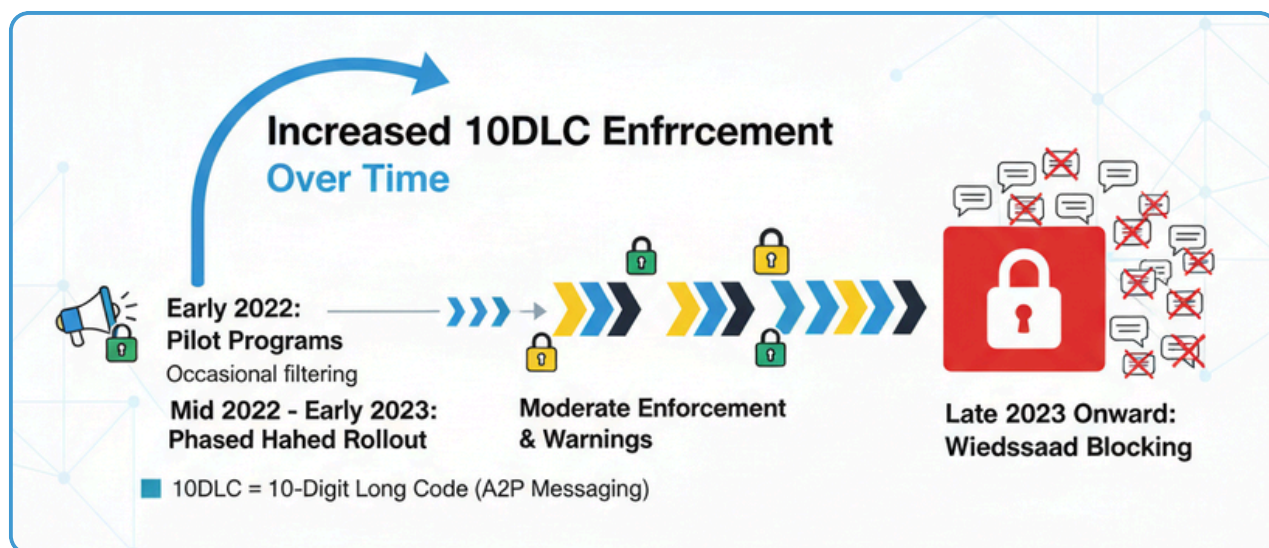 Increased 10DLC Enfrrcement
Over Time
Early 2022:
Pilot Programs
Occasional filtering
Mid 2022 - Early 2023:
Phased Hahed Rollout
Moderate Enforcement
& Warnings
Late 2023 Onward:
Wiedssaad Blocking
10DLC = 10-Digit Long Code (A2P Messaging)